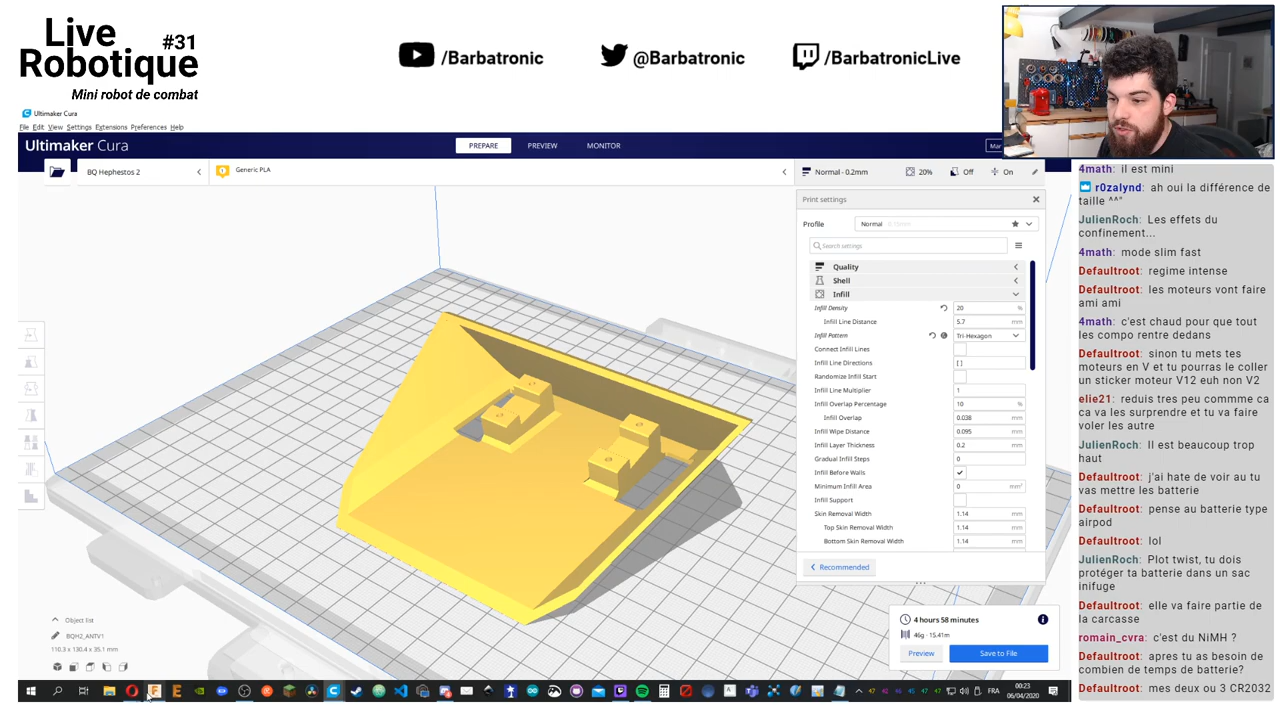 Live
Robotique #31
Mini robot de combat
/Barbatronic
@Barbatronic
/BarbatronicLive
Ultimaker Cura
File Edit View Settings Extensions Preferences Help
Ultimaker Cura
PREPARE
PREVIEW
MONITOR
Mar
BQ Hephestos 2
Generic PLA
Normal - 0.2mm
20%
Off
On
Print settings
Profile
Normal
Search settings
Quality
Shell
Infill
Infill Density 20 %
Infill Line Distance 5.7 mm
Infill Pattern Tri-Hexagon
Connect Infill Lines
Infill Line Directions [ ]
Randomize Infill Start
Infill Line Multiplier 1
Infill Overlap Percentage 10 %
Infill Overlap 0.038 mm
Infill Wipe Distance 0.095 mm
Infill Layer Thickness 0.2 mm
Gradual Infill Steps 0
Infill Before Walls
Minimum Infill Area 0 mm²
Infill Support
Skin Removal Width 1.14 mm
Top Skin Removal Width 1.14 mm
Bottom Skin Removal Width 1.14 mm
Recommended
4 hours 58 minutes
46g · 15.41m
Preview
Save to File
Object list
BQH2_ANTV1
110.3 x 130.4 x 35.1 mm
4math: il est mini
r0zalynd: ah oui la différence de
taille ^^"
JulienRoch: Les effets du
confinement...
4math: mode slim fast
Defaultroot: regime intense
Defaultroot: les moteurs vont faire
ami ami
4math: c'est chaud pour que tout
les compo rentre dedans
Defaultroot: sinon tu mets tes
moteurs en V et tu pourras le coller
un sticker moteur V12 euh non V2
elie21: reduis tres peu commme ca
ca va les surprendre et tu va faire
voler les autre
JulienRoch: Il est beaucoup trop
haut
Defaultroot: j'ai hate de voir au tu
vas mettre les batterie
Defaultroot: pense au batterie type
airpod
Defaultroot: lol
JulienRoch: Plot twist, tu dois
protéger ta batterie dans un sac
inifuge
Defaultroot: elle va faire partie de
la carcasse
romain_cvra: c'est du NiMH ?
Defaultroot: apres tu as besoin de
combien de temps de batterie?
Defaultroot: mes deux ou 3 CR2032
FRA
00:23
06/04/2020